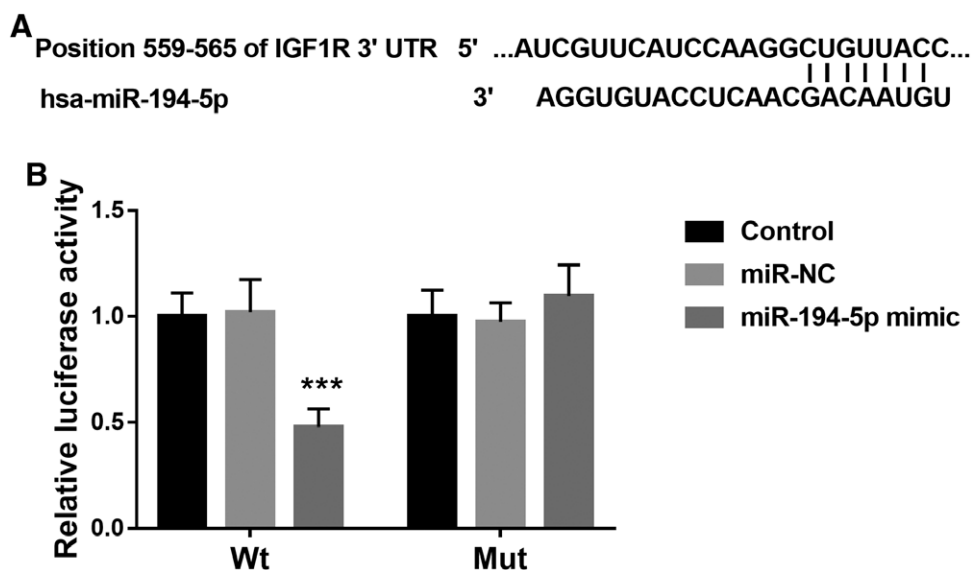 A
Position 559-565 of IGF1R 3' UTR 5' ...AUCGUUCAUCCAAGGCUGUUACC...
hsa-miR-194-5p 3' AGGUGUACCUCAACGACAAUGU
B
Relative luciferase activity
1.5
1.0
0.5
0.0
***
Wt
Mut
Control
miR-NC
miR-194-5p mimic